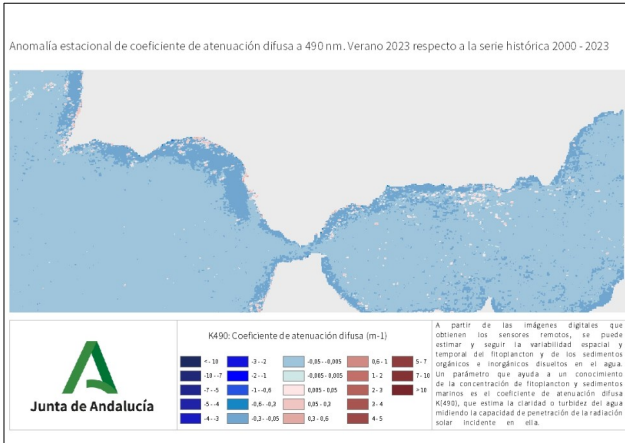 Anomalía estacional de coeficiente de atenuación difusa a 490 nm. Verano 2023 respecto a la serie histórica 2000 - 2023
Junta de Andalucía
K490: Coeficiente de atenuación difusa (m-1)
<- 10
-3 - -2
-0,05 - -0,005
0,6 - 1
5 - 7
-10 - -7
-2 - -1
-0,005 - 0,005
1 - 2
7 - 10
-7 - -5
-1 - -0,6
0,005 - 0,05
2 - 3
> 10
-5 - -4
-0,6 - -0,3
0,05 - 0,3
3 - 4
-4 - -3
-0,3 - -0,05
0,3 - 0,6
4 - 5
A partir de las imágenes digitales que
obtienen los sensores remotos, se puede
estimar y seguir la variabilidad espacial y
temporal del fitoplancton y de los sedimentos
orgánicos e inorgánicos disueltos en el agua.
Un parámetro que ayuda a un conocimiento
de la concentración de fitoplancton y sedimentos
marinos es el coeficiente de atenuación difusa
K(490), que estima la claridad o turbidez del agua
midiendo la capacidad de penetración de la radiación
solar incidente en ella.